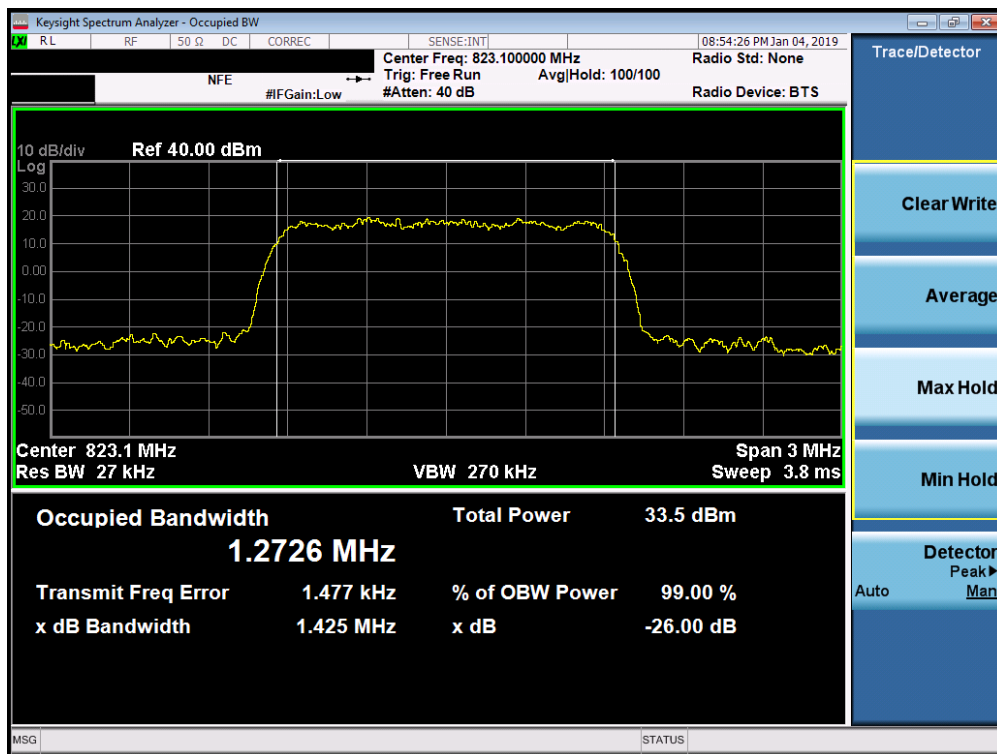 Keysight Spectrum Analyzer - Occupied BW
LXI RL RF 50 Ω DC CORREC SENSE:INT 08:54:26 PM Jan 04, 2019
Center Freq: 823.100000 MHz Radio Std: None
NFE Trig: Free Run Avg|Hold: 100/100
#IFGain:Low #Atten: 40 dB Radio Device: BTS
10 dB/div Ref 40.00 dBm
Log
30.0
20.0
10.0
0.00
-10.0
-20.0
-30.0
-40.0
-50.0
Center 823.1 MHz Span 3 MHz
Res BW 27 kHz VBW 270 kHz Sweep 3.8 ms
Occupied Bandwidth Total Power 33.5 dBm
1.2726 MHz
Transmit Freq Error 1.477 kHz % of OBW Power 99.00 %
x dB Bandwidth 1.425 MHz x dB -26.00 dB
MSG STATUS
Trace/Detector
Clear Write
Average
Max Hold
Min Hold
Detector
Peak▶
Auto Man